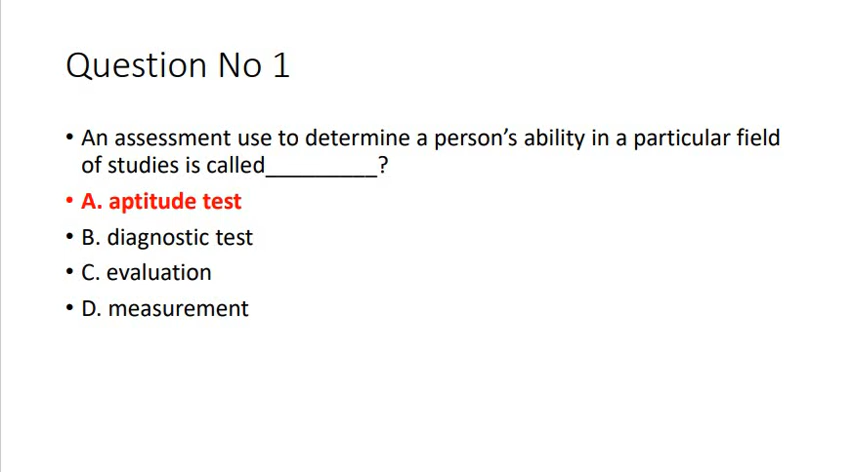 Question No 1
• An assessment use to determine a person's ability in a particular field
of studies is called_________?
• A. aptitude test
• B. diagnostic test
• C. evaluation
• D. measurement